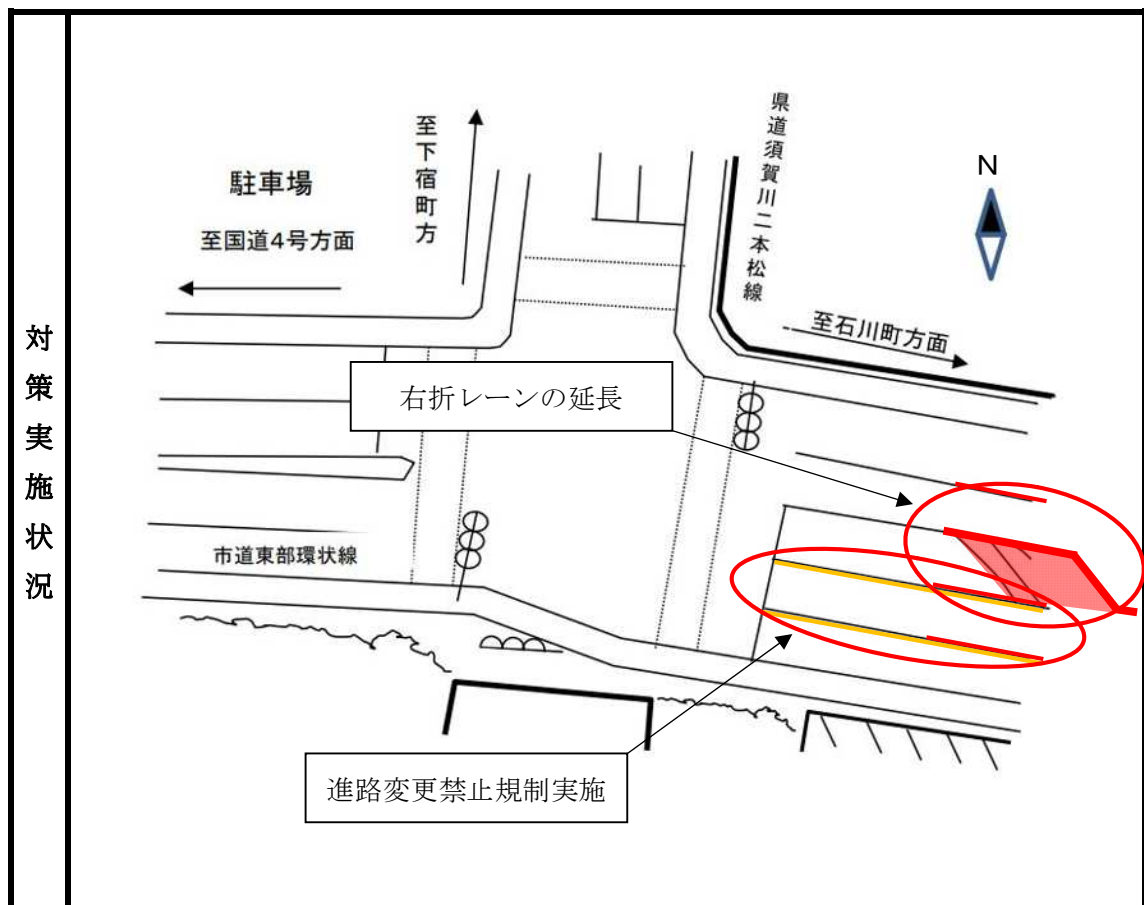 対策実施状況
駐車場
至国道4号方面
至下宿町方
県道須賀川二本松線
N
至石川町方面
右折レーンの延長
市道東部環状線
進路変更禁止規制実施